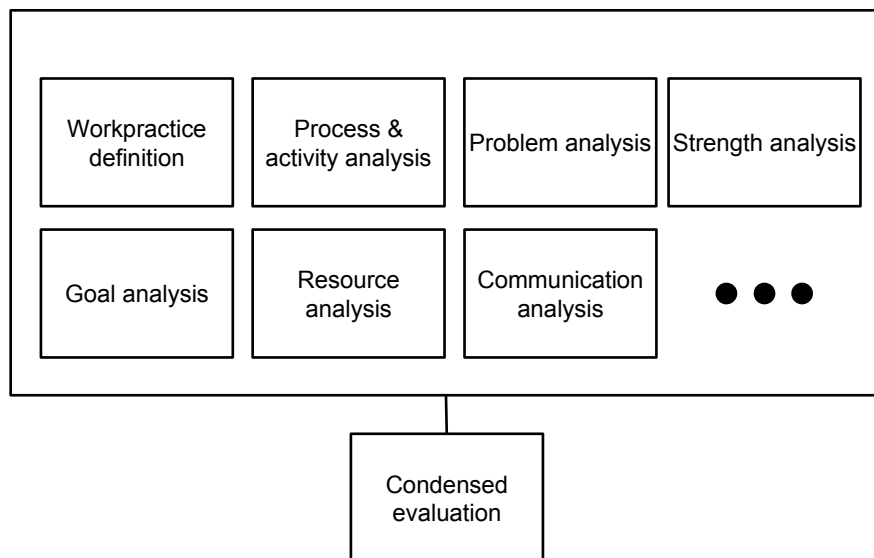 Workpractice
definition
Process &
activity analysis
Problem analysis
Strength analysis
Goal analysis
Resource
analysis
Communication
analysis
Condensed
evaluation